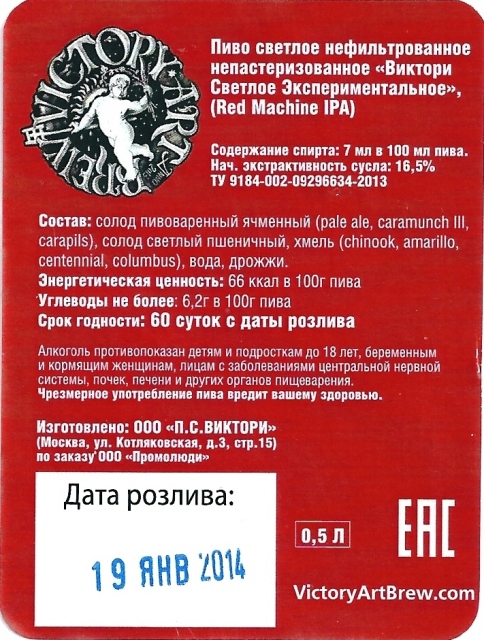 VICTORY ART BREW
Пиво светлое нефильтрованное
непастеризованное «Виктори
Светлое Экспериментальное»,
(Red Machine IPA)
Содержание спирта: 7 мл в 100 мл пива.
Нач. экстрактивность сусла: 16,5%
ТУ 9184-002-09296634-2013
Состав: солод пивоваренный ячменный (pale ale, caramunch III,
carapils), солод светлый пшеничный, хмель (chinook, amarillo,
centennial, columbus), вода, дрожжи.
Энергетическая ценность: 66 ккал в 100г пива
Углеводы не более: 6,2г в 100г пива
Срок годности: 60 суток с даты розлива
Алкоголь противопоказан детям и подросткам до 18 лет, беременным
и кормящим женщинам, лицам с заболеваниями центральной нервной
системы, почек, печени и других органов пищеварения.
Чрезмерное употребление пива вредит вашему здоровью.
Изготовлено: ООО «П.С.ВИКТОРИ»
(Москва, ул. Котляковская, д.3, стр.15)
по заказу ООО «Промолюди»
Дата розлива:
19 ЯНВ 2014
0,5 Л
EAC
VictoryArtBrew.com